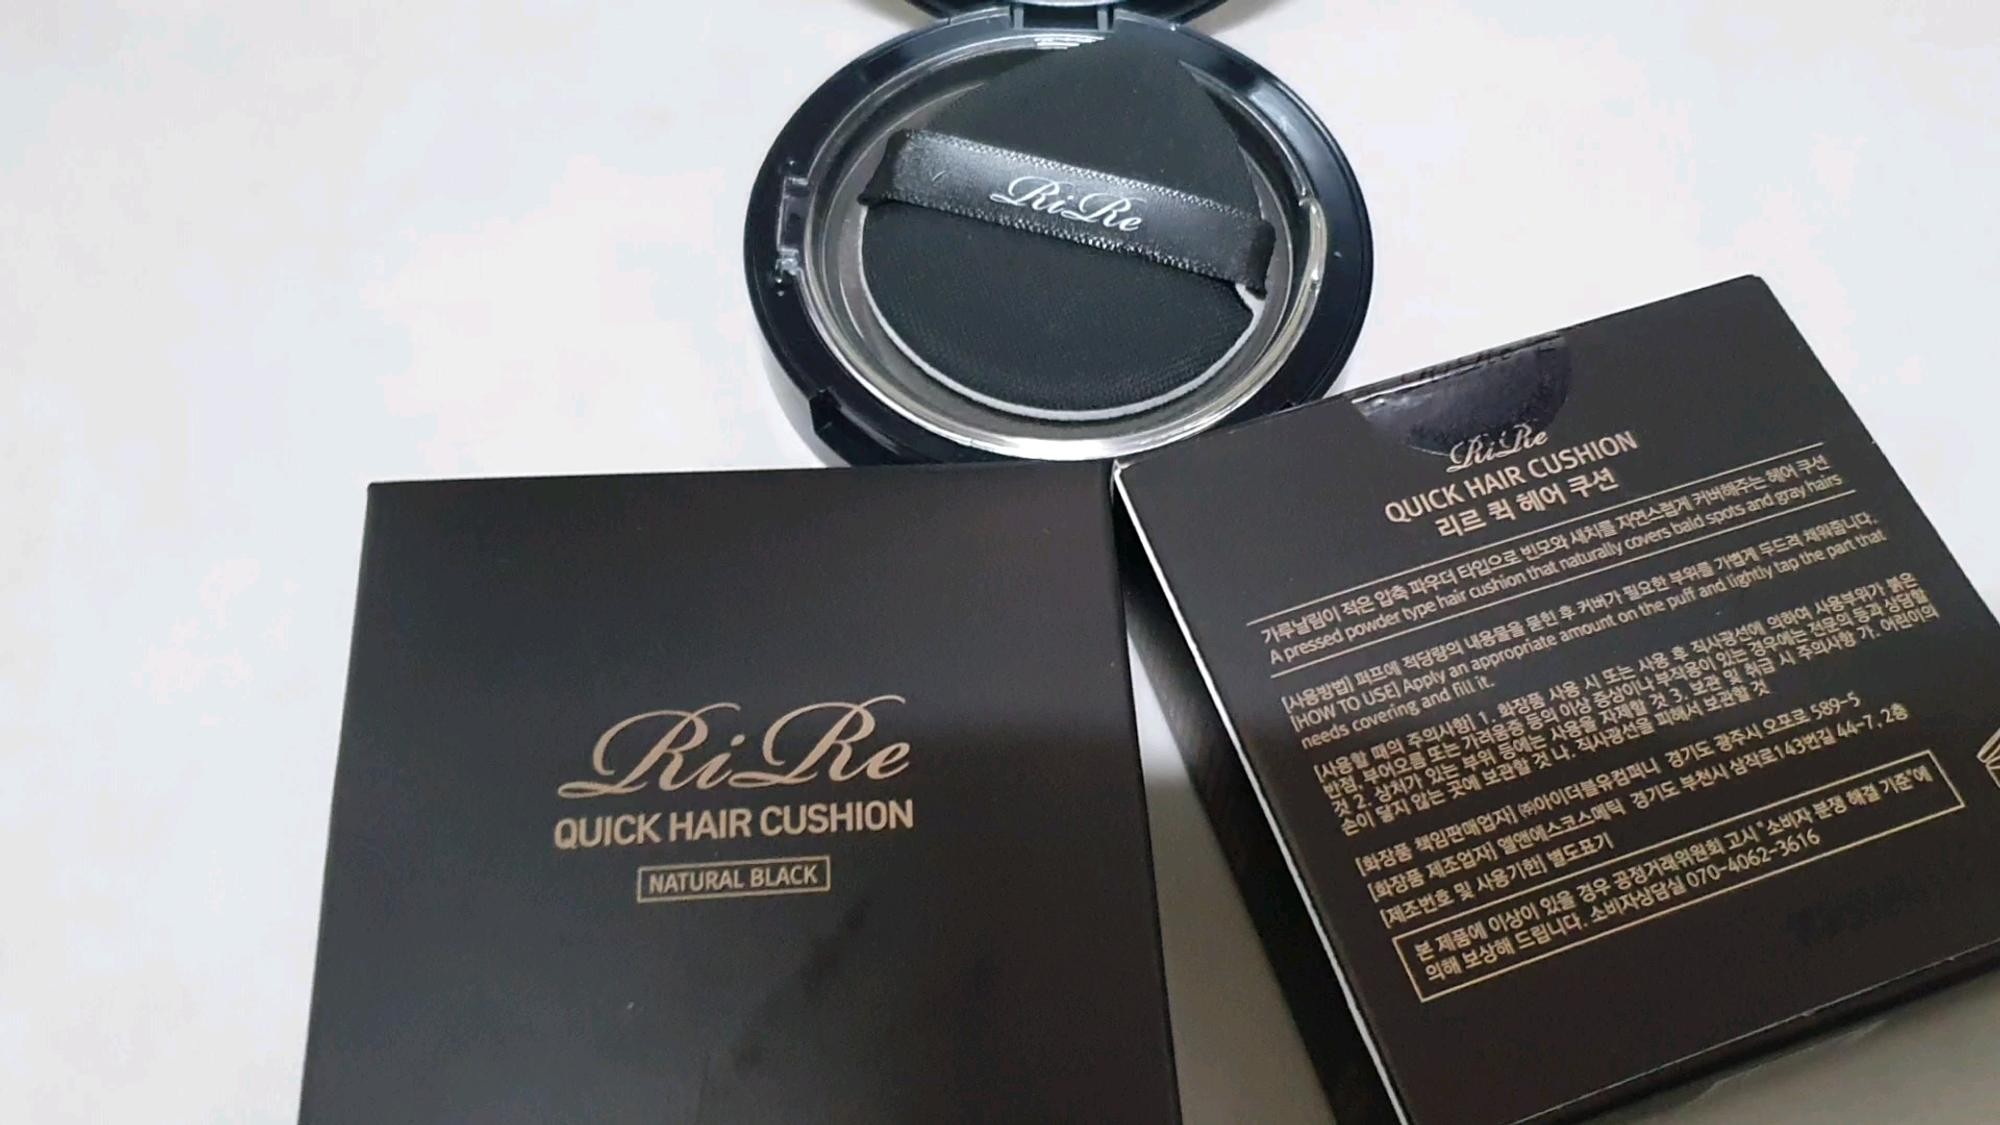 RiRe
RiRe
QUICK HAIR CUSHION
NATURAL BLACK
RiRe
QUICK HAIR CUSHION
리르 퀵 헤어 쿠션
가루날림이 적은 압축 파우더 타입으로 빈모와 새치를 자연스럽게 커버해주는 헤어 쿠션
A pressed powder type hair cushion that naturally covers bald spots and gray hairs
[사용방법] 퍼프에 적당량의 내용물을 묻힌 후 커버가 필요한 부위를 가볍게 두드려 채워줍니다.
[HOW TO USE] Apply an appropriate amount on the puff and lightly tap the part that
needs covering and fill it.
[사용할 때의 주의사항] 1. 화장품 사용 시 또는 사용 후 직사광선에 의하여 사용부위가 붉은
반점, 부어오름 또는 가려움증 등의 이상 증상이나 부작용이 있는 경우에는 전문의 등과 상담할
것 2. 상처가 있는 부위 등에는 사용을 자제할 것 3. 보관 및 취급 시 주의사항 가. 어린이의
손이 닿지 않는 곳에 보관할 것 나. 직사광선을 피해서 보관할 것
[화장품 책임판매업자] ㈜아이더블유컴퍼니 경기도 광주시 오포로 589-5
[화장품 제조업자] 엘앤에스코스메틱 경기도 부천시 삼작로143번길 44-7, 2층
[제조번호 및 사용기한] 별도표기
본 제품에 이상이 있을 경우 공정거래위원회 고시 "소비자 분쟁 해결 기준"에
의해 보상해 드립니다. 소비자상담실 070-4062-3616